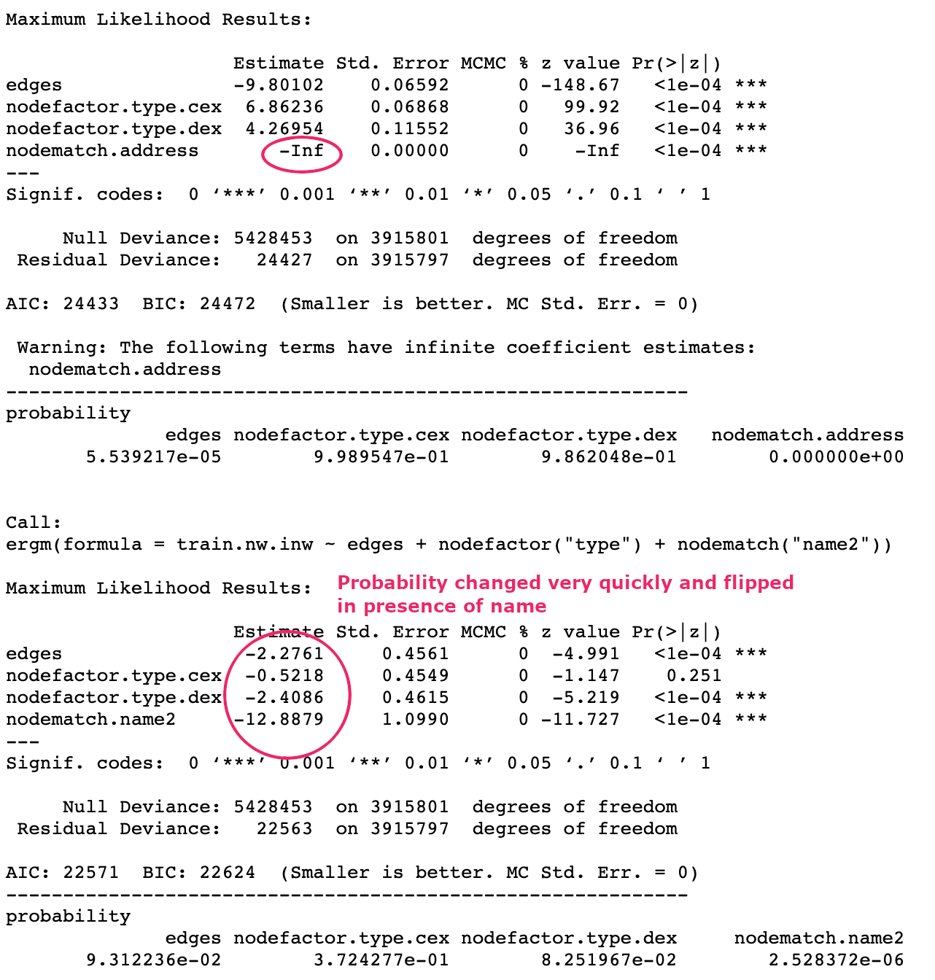 Maximum Likelihood Results:
Estimate Std. Error MCMC % z value Pr(>|z|)
edges -9.80102 0.06592 0 -148.67 <1e-04 ***
nodefactor.type.cex 6.86236 0.06868 0 99.92 <1e-04 ***
nodefactor.type.dex 4.26954 0.11552 0 36.96 <1e-04 ***
nodematch.address -Inf 0.00000 0 -Inf <1e-04 ***
---
Signif. codes: 0 ‘***’ 0.001 ‘**’ 0.01 ‘*’ 0.05 ‘.’ 0.1 ‘ ’ 1
Null Deviance: 5428453 on 3915801 degrees of freedom
Residual Deviance: 24427 on 3915797 degrees of freedom
AIC: 24433 BIC: 24472 (Smaller is better. MC Std. Err. = 0)
Warning: The following terms have infinite coefficient estimates:
nodematch.address
------------------------------------------------------------
probability
edges nodefactor.type.cex nodefactor.type.dex nodematch.address
5.539217e-05 9.989547e-01 9.862048e-01 0.000000e+00
Call:
ergm(formula = train.nw.inw ~ edges + nodefactor("type") + nodematch("name2"))
Maximum Likelihood Results:
Probability changed very quickly and flipped
in presence of name
Estimate Std. Error MCMC % z value Pr(>|z|)
edges -2.2761 0.4561 0 -4.991 <1e-04 ***
nodefactor.type.cex -0.5218 0.4549 0 -1.147 0.251
nodefactor.type.dex -2.4086 0.4615 0 -5.219 <1e-04 ***
nodematch.name2 -12.8879 1.0990 0 -11.727 <1e-04 ***
---
Signif. codes: 0 ‘***’ 0.001 ‘**’ 0.01 ‘*’ 0.05 ‘.’ 0.1 ‘ ’ 1
Null Deviance: 5428453 on 3915801 degrees of freedom
Residual Deviance: 22563 on 3915797 degrees of freedom
AIC: 22571 BIC: 22624 (Smaller is better. MC Std. Err. = 0)
------------------------------------------------------------
probability
edges nodefactor.type.cex nodefactor.type.dex nodematch.name2
9.312236e-02 3.724277e-01 8.251967e-02 2.528372e-06